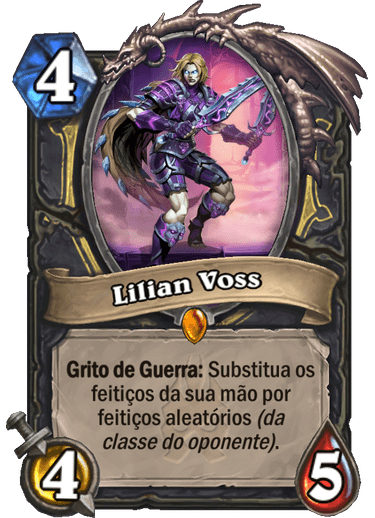 4
Lilian Voss
Grito de Guerra: Substitua os
feitiços da sua mão por
feitiços aleatórios (da
classe do oponente).
4
5